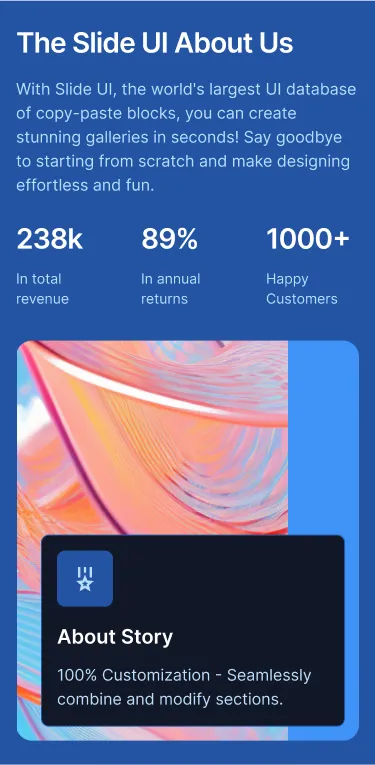 The Slide UI About Us
With Slide UI, the world's largest UI database
of copy-paste blocks, you can create
stunning galleries in seconds! Say goodbye
to starting from scratch and make designing
effortless and fun.
238k
89%
1000+
In total
revenue
In annual
returns
Happy
Customers
About Story
100% Customization - Seamlessly
combine and modify sections.